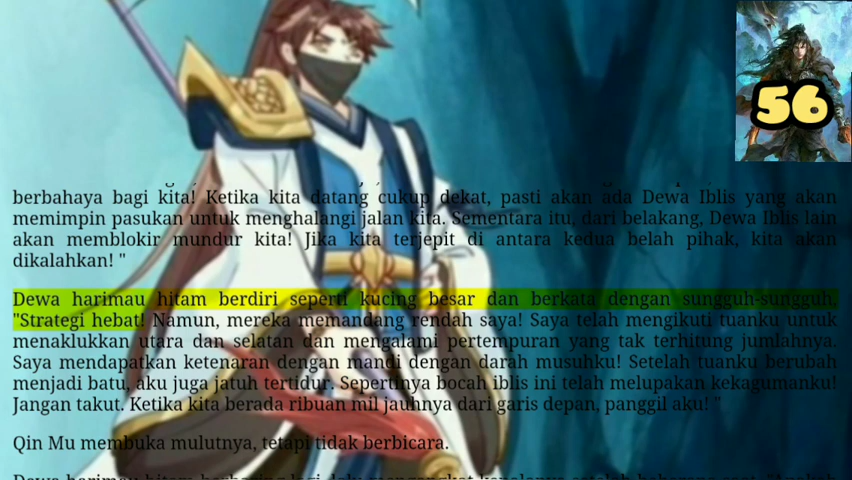 56
berbahaya bagi kita! Ketika kita datang cukup dekat, pasti akan ada Dewa Iblis yang akan
memimpin pasukan untuk menghalangi jalan kita. Sementara itu, dari belakang, Dewa Iblis lain
akan memblokir mundur kita! Jika kita terjepit di antara kedua belah pihak, kita akan
dikalahkan! "
Dewa harimau hitam berdiri seperti kucing besar dan berkata dengan sungguh-sungguh,
"Strategi hebat! Namun, mereka memandang rendah saya! Saya telah mengikuti tuanku untuk
menaklukkan utara dan selatan dan mengalami pertempuran yang tak terhitung jumlahnya.
Saya mendapatkan ketenaran dengan mandi dengan darah musuhku! Setelah tuanku berubah
menjadi batu, aku juga jatuh tertidur. Sepertinya bocah iblis ini telah melupakan kekagumanku!
Jangan takut. Ketika kita berada ribuan mil jauhnya dari garis depan, panggil aku! "
Qin Mu membuka mulutnya, tetapi tidak berbicara.
Dewa harimau hitam